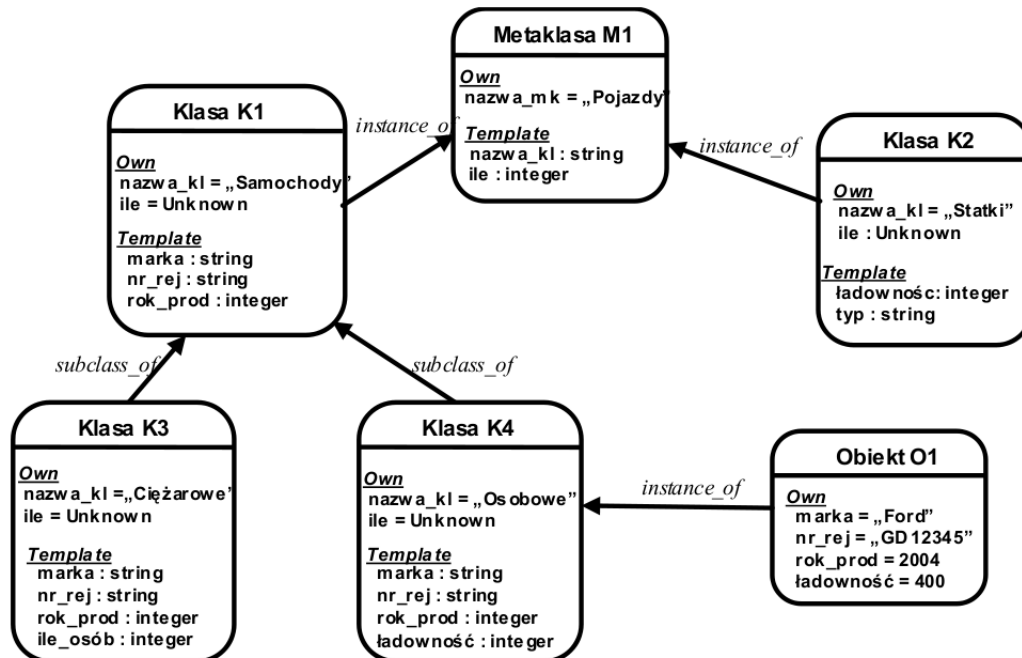 Metaklasa M1
Own
nazwa_mk = „Pojazdy”
Template
nazwa_kl : string
ile : integer
Klasa K1
Own
nazwa_kl = „Samochody”
ile = Unknown
Template
marka : string
nr_rej : string
rok_prod : integer
instance_of
instance_of
Klasa K2
Own
nazwa_kl = „Statki”
ile : Unknown
Template
ładownośc: integer
typ : string
subclass_of
subclass_of
Klasa K3
Own
nazwa_kl =„Ciężarowe”
ile = Unknown
Template
marka : string
nr_rej : string
rok_prod : integer
ile_osób : integer
Klasa K4
Own
nazwa_kl = „Osobowe”
ile = Unknown
Template
marka : string
nr_rej : string
rok_prod : integer
ładowność : integer
instance_of
Obiekt O1
Own
marka = „Ford”
nr_rej = „GD12345”
rok_prod = 2004
ładowność = 400